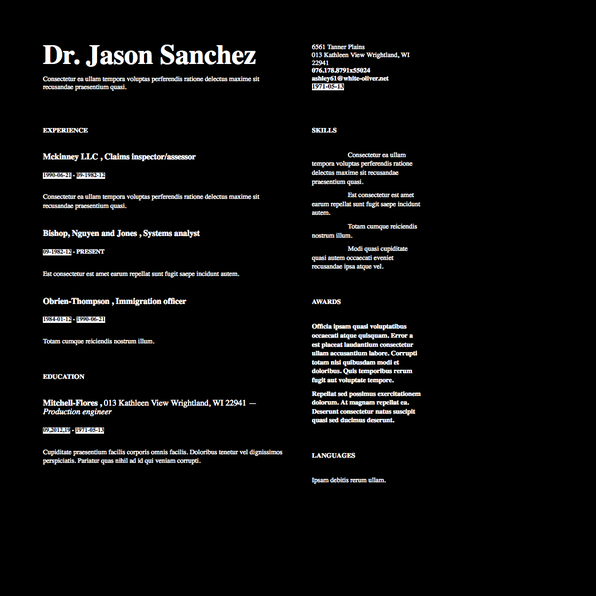 Dr. Jason Sanchez
Consectetur ea ullam tempora voluptas perferendis ratione delectus maxime sit
recusandae praesentium quasi.
6561 Tanner Plains
013 Kathleen View Wrightland, WI
22941
076.178.8791x55024
ashley61@white-oliver.net
1971-05-13
EXPERIENCE
Mckinney LLC , Claims inspector/assessor
1990-06-21 - 09-1982-12
Consectetur ea ullam tempora voluptas perferendis ratione delectus maxime sit
recusandae praesentium quasi.
Bishop, Nguyen and Jones , Systems analyst
09-1982-12 - PRESENT
Est consectetur est amet earum repellat sunt fugit saepe incidunt autem.
Obrien-Thompson , Immigration officer
1984-01-12 - 1990-06-21
Totam cumque reiciendis nostrum illum.
EDUCATION
Mitchell-Flores , 013 Kathleen View Wrightland, WI 22941 —
Production engineer
09.2012.19 - 1971-05-13
Cupiditate praesentium facilis corporis omnis facilis. Doloribus tenetur vel dignissimos
perspiciatis. Pariatur quas nihil ad id qui veniam corrupti.
SKILLS
Consectetur ea ullam
tempora voluptas perferendis ratione
delectus maxime sit recusandae
praesentium quasi.
Est consectetur est amet
earum repellat sunt fugit saepe incidunt
autem.
Totam cumque reiciendis
nostrum illum.
Modi quasi cupiditate
quasi autem occaecati eveniet
recusandae ipsa atque vel.
AWARDS
Officia ipsam quasi voluptatibus
occaecati atque quisquam. Error a
est placeat laudantium consectetur
ullam accusantium labore. Corrupti
totam nisi quibusdam modi et
doloribus. Quis temporibus rerum
fugit aut voluptate tempore.
Repellat sed possimus exercitationem
dolorum. At magnam repellat ea.
Deserunt consectetur natus suscipit
quasi sed ducimus deserunt.
LANGUAGES
Ipsam debitis rerum ullam.